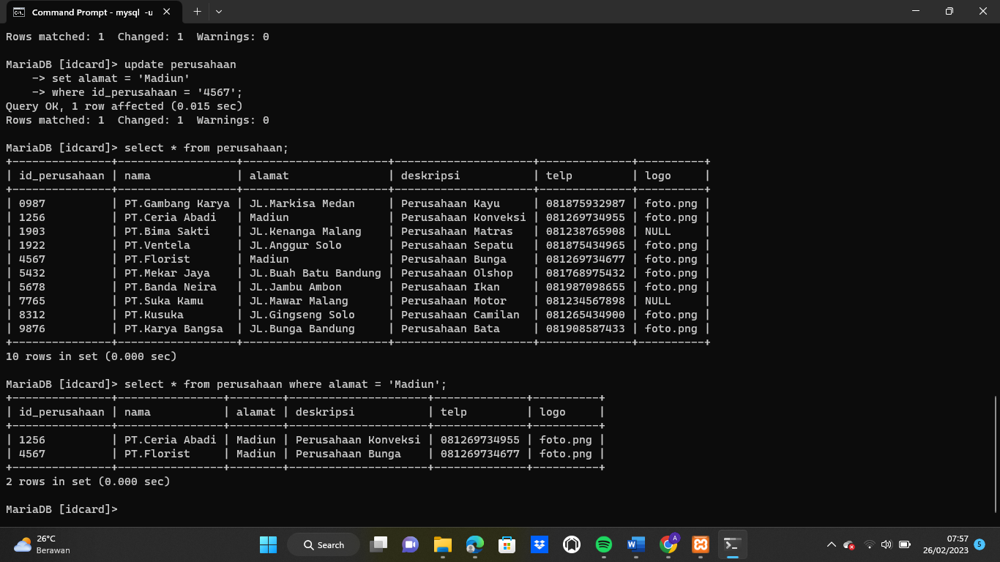 Command Prompt - mysql  -u
Rows matched: 1  Changed: 1  Warnings: 0
MariaDB [idcard]> update perusahaan
    -> set alamat = 'Madiun'
    -> where id_perusahaan = '4567';
Query OK, 1 row affected (0.015 sec)
Rows matched: 1  Changed: 1  Warnings: 0
MariaDB [idcard]> select * from perusahaan;
+---------------+------------------+----------------------+---------------------+--------------+----------+
| id_perusahaan | nama             | alamat               | deskripsi           | telp         | logo     |
+---------------+------------------+----------------------+---------------------+--------------+----------+
| 0987          | PT.Gambang Karya | JL.Markisa Medan     | Perusahaan Kayu     | 081875932987 | foto.png |
| 1256          | PT.Ceria Abadi   | Madiun               | Perusahaan Konveksi | 081269734955 | foto.png |
| 1903          | PT.Bima Sakti    | JL.Kenanga Malang    | Perusahaan Matras   | 081238765908 | NULL     |
| 1922          | PT.Ventela       | JL.Anggur Solo       | Perusahaan Sepatu   | 081875434965 | foto.png |
| 4567          | PT.Florist       | Madiun               | Perusahaan Bunga    | 081269734677 | foto.png |
| 5432          | PT.Mekar Jaya    | JL.Buah Batu Bandung | Perusahaan Olshop   | 081768975432 | foto.png |
| 5678          | PT.Banda Neira   | JL.Jambu Ambon       | Perusahaan Ikan     | 081987098655 | foto.png |
| 7765          | PT.Suka Kamu     | JL.Mawar Malang      | Perusahaan Motor    | 081234567898 | NULL     |
| 8312          | PT.Kusuka        | JL.Gingseng Solo     | Perusahaan Camilan  | 081265434900 | foto.png |
| 9876          | PT.Karya Bangsa  | JL.Bunga Bandung     | Perusahaan Bata     | 081908587433 | foto.png |
+---------------+------------------+----------------------+---------------------+--------------+----------+
10 rows in set (0.000 sec)
MariaDB [idcard]> select * from perusahaan where alamat = 'Madiun';
+---------------+----------------+--------+---------------------+--------------+----------+
| id_perusahaan | nama           | alamat | deskripsi           | telp         | logo     |
+---------------+----------------+--------+---------------------+--------------+----------+
| 1256          | PT.Ceria Abadi | Madiun | Perusahaan Konveksi | 081269734955 | foto.png |
| 4567          | PT.Florist     | Madiun | Perusahaan Bunga    | 081269734677 | foto.png |
+---------------+----------------+--------+---------------------+--------------+----------+
2 rows in set (0.000 sec)
MariaDB [idcard]>
26°C
Berawan
Search
A
07:57
26/02/2023
5